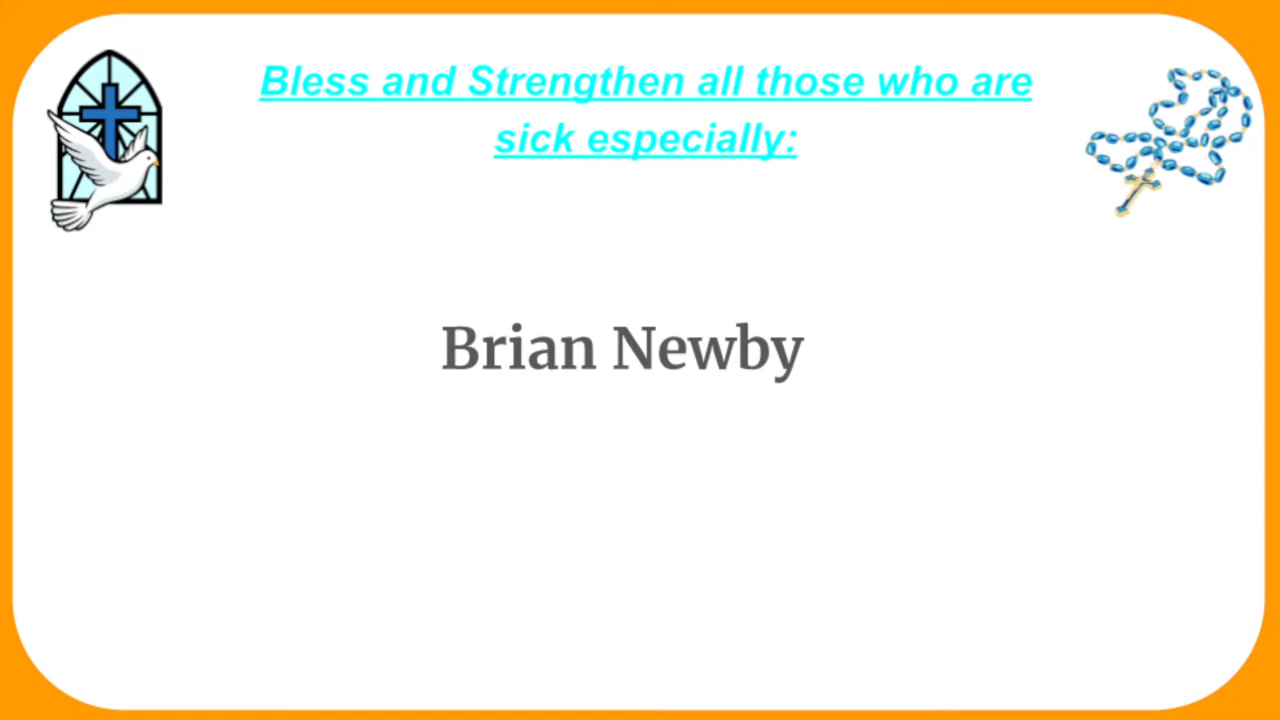 Bless and Strengthen all those who are
sick especially:
Brian Newby